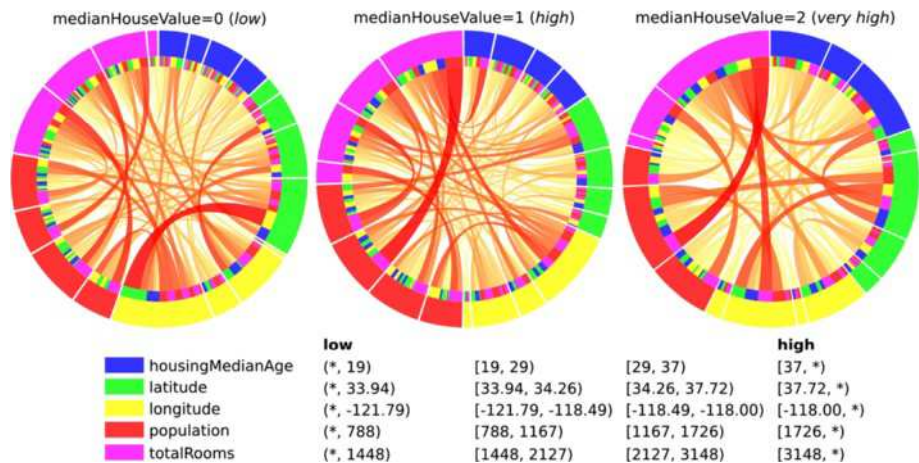 medianHouseValue=0 (low) medianHouseValue=1 (high) medianHouseValue=2 (very high)
low high
housingMedianAge (*, 19) [19, 29) [29, 37) [37, *)
latitude (*, 33.94) [33.94, 34.26) [34.26, 37.72) [37.72, *)
longitude (*, -121.79) [-121.79, -118.49) [-118.49, -118.00) [-118.00, *)
population (*, 788) [788, 1167) [1167, 1726) [1726, *)
totalRooms (*, 1448) [1448, 2127) [2127, 3148) [3148, *)